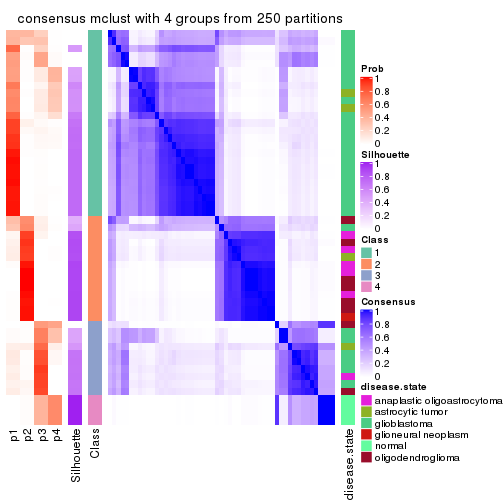 consensus mclust with 4 groups from 250 partitions
Prob
1
0.8
0.6
0.4
0.2
0
Silhouette
1
0.8
0.6
0.4
0.2
0
Class
1
2
3
4
Consensus
1
0.8
0.6
0.4
0.2
0
disease.state
anaplastic oligoastrocytoma
astrocytic tumor
glioblastoma
glioneural neoplasm
normal
oligodendroglioma
p1
p2
p3
p4
Silhouette
Class
disease.state